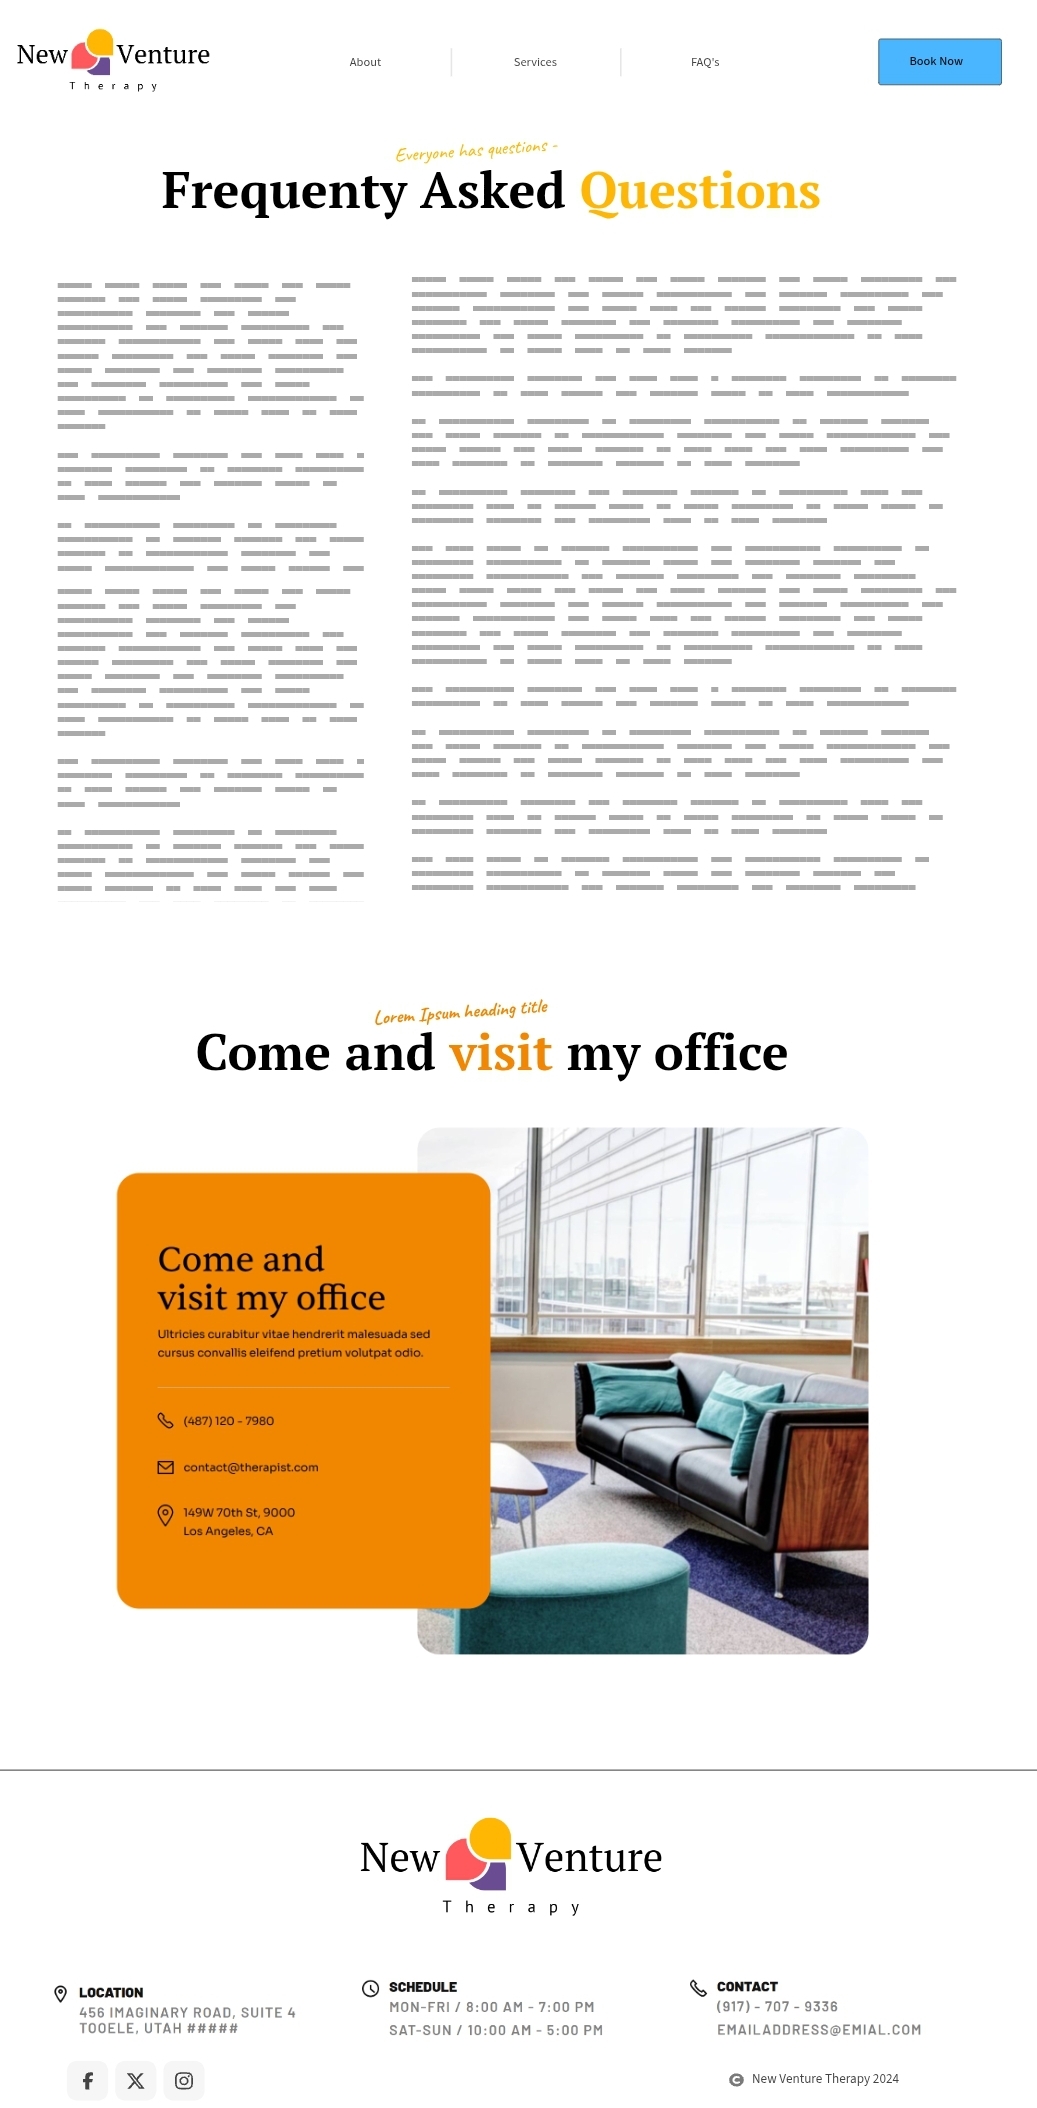 New Venture
Therapy
About
Services
FAQ's
Book Now
Everyone has questions -
Frequenty Asked Questions
Lorem Ipsum heading title
Come and visit my office
Come and
visit my office
Ultricies curabitur vitae hendrerit malesuada sed
cursus convallis eleifend pretium volutpat odio.
(487) 120 - 7980
contact@therapist.com
149W 70th St, 9000
Los Angeles, CA
New Venture
Therapy
LOCATION
456 IMAGINARY ROAD, SUITE 4
TOOELE, UTAH #####
SCHEDULE
MON-FRI / 8:00 AM - 7:00 PM
SAT-SUN / 10:00 AM - 5:00 PM
CONTACT
(917) - 707 - 9336
EMAILADDRESS@EMIAL.COM
New Venture Therapy 2024